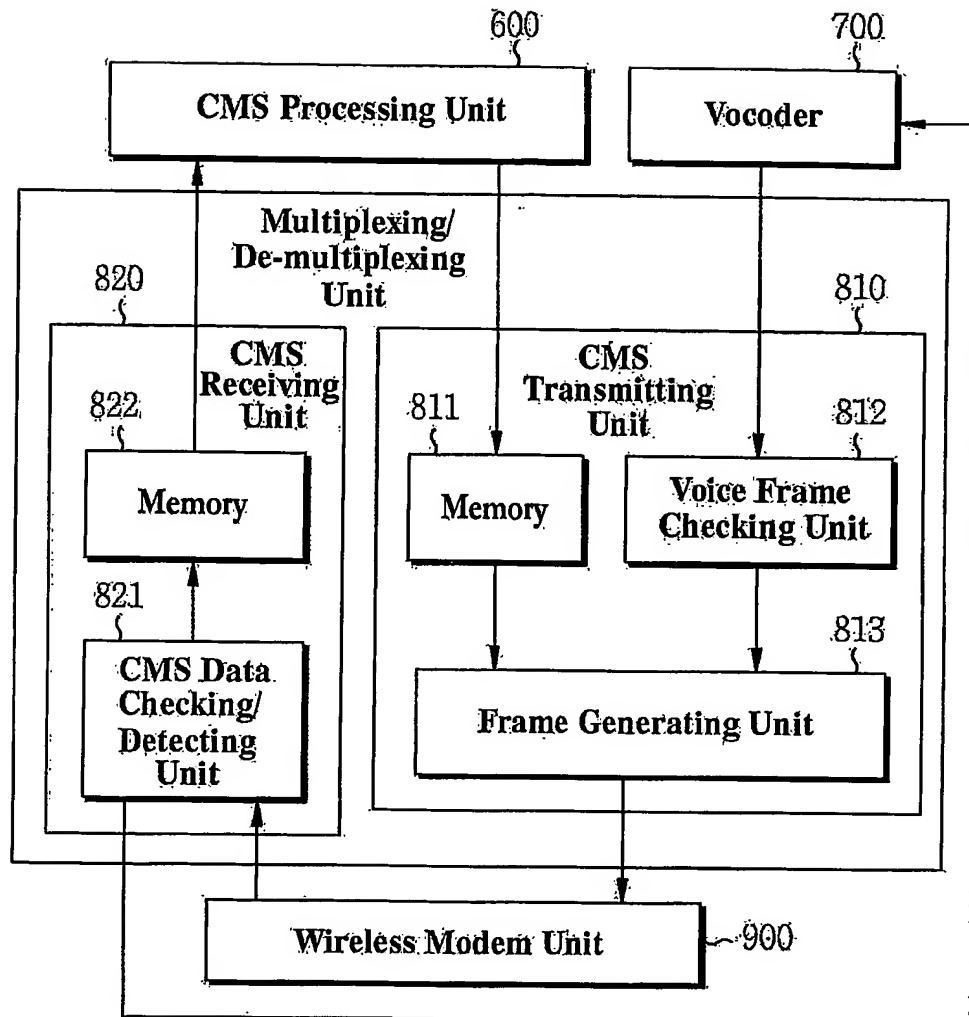 600
700
CMS Processing Unit
Vocoder
Multiplexing/
De-multiplexing
Unit
820
810
CMS
Receiving
Unit
CMS
Transmitting
Unit
822
811
812
Memory
Memory
Voice Frame
Checking Unit
821
813
CMS Data
Checking/
Detecting
Unit
Frame Generating Unit
Wireless Modem Unit
900